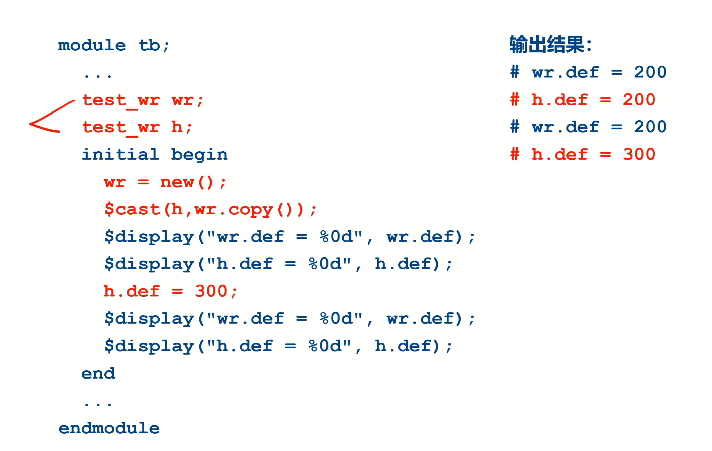 module tb;
...
test_wr wr;
test_wr h;
initial begin
wr = new();
$cast(h,wr.copy());
$display("wr.def = %0d", wr.def);
$display("h.def = %0d", h.def);
h.def = 300;
$display("wr.def = %0d", wr.def);
$display("h.def = %0d", h.def);
end
...
endmodule
输出结果：
# wr.def = 200
# h.def = 200
# wr.def = 200
# h.def = 300